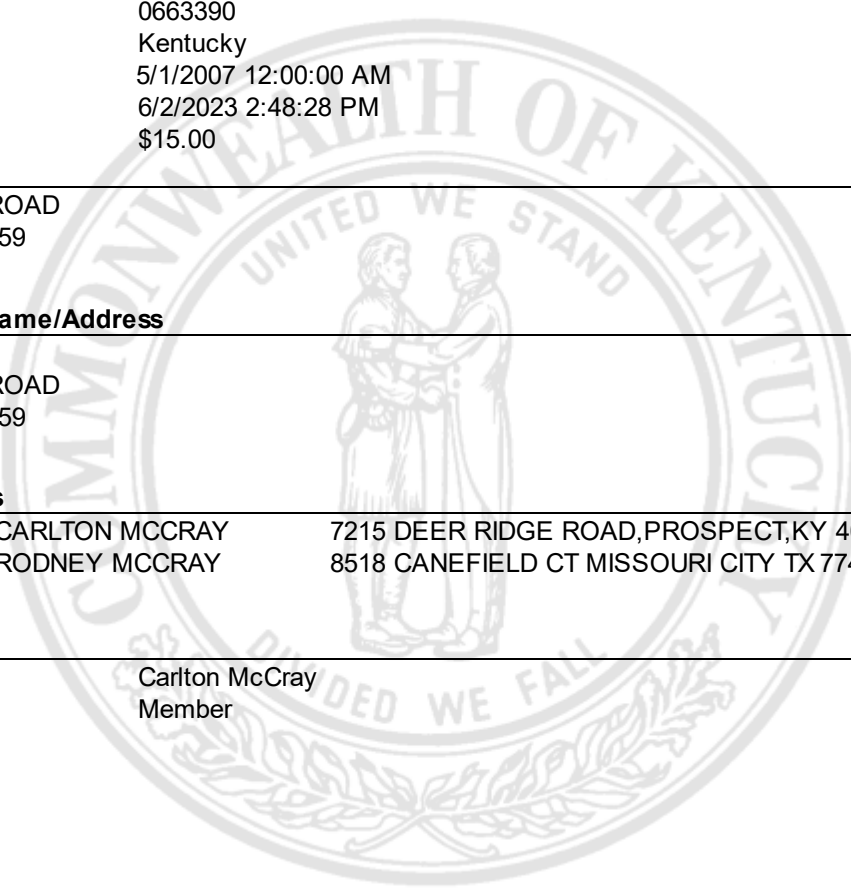 0663390
Kentucky
5/1/2007 12:00:00 AM
6/2/2023 2:48:28 PM
$15.00
ROAD
59
ame/Address
ROAD
59
s
CARLTON MCCRAY 7215 DEER RIDGE ROAD,PROSPECT,KY 4
RODNEY MCCRAY 8518 CANEFIELD CT MISSOURI CITY TX 774
Carlton McCray
Member
COMMONWEALTH OF KENTUCKY
UNITED WE STAND
DIVIDED WE FALL